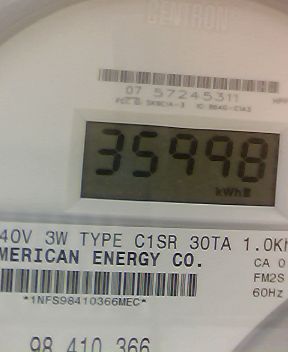 CENTRON
07 57245311
35998
kWh
40V 3W TYPE C1SR 30TA 1.0Kh
MERICAN ENERGY CO.
CA 0
FM2S
60Hz
*1NFS98410366MEC*
98 410 366